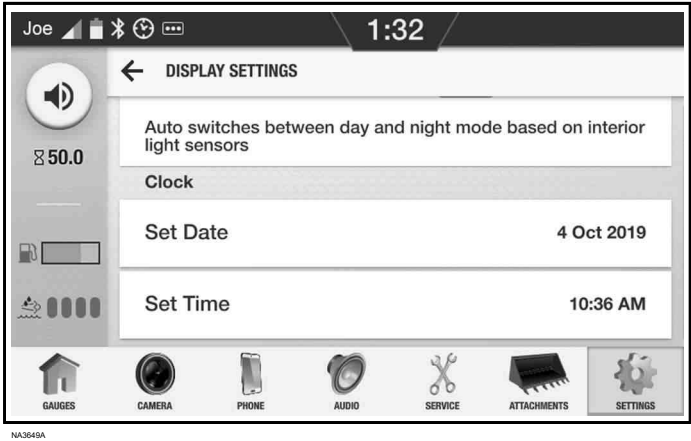 Joe 1:32
DISPLAY SETTINGS
Auto switches between day and night mode based on interior
light sensors
50.0
Clock
Set Date 4 Oct 2019
Set Time 10:36 AM
GAUGES CAMERA PHONE AUDIO SERVICE ATTACHMENTS SETTINGS
NA3649A